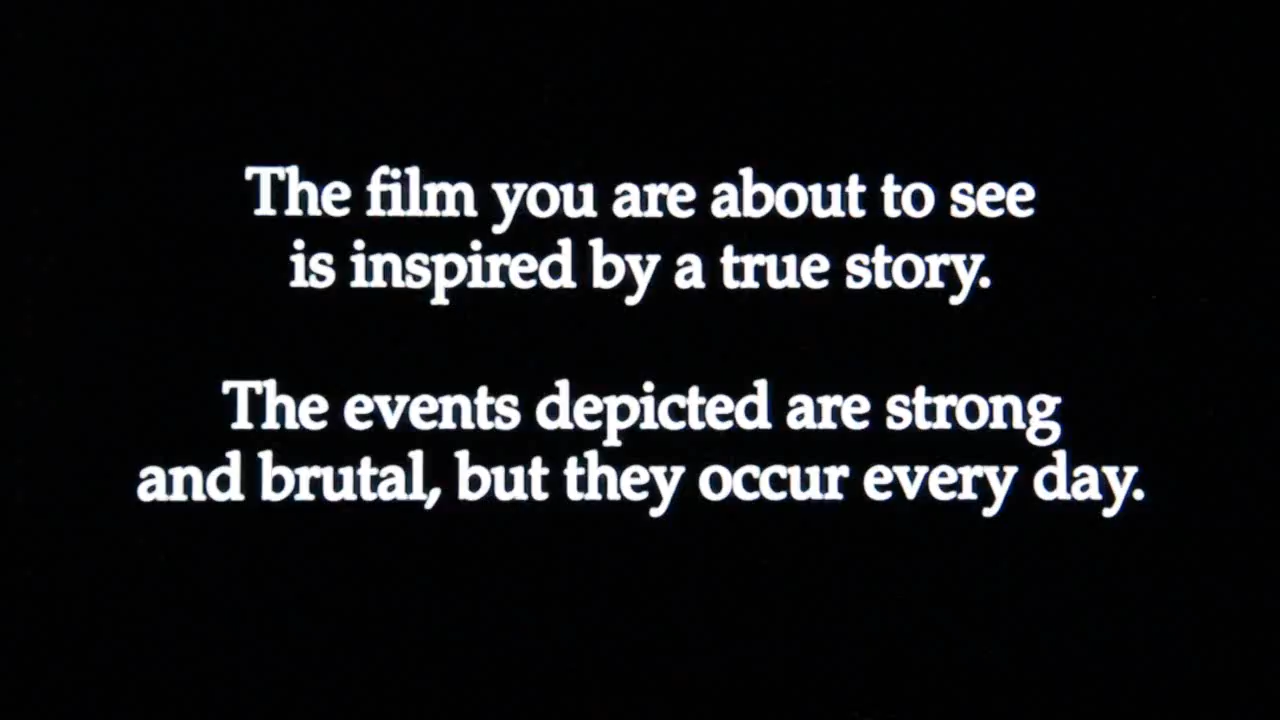 The film you are about to see
is inspired by a true story.
The events depicted are strong
and brutal, but they occur every day.